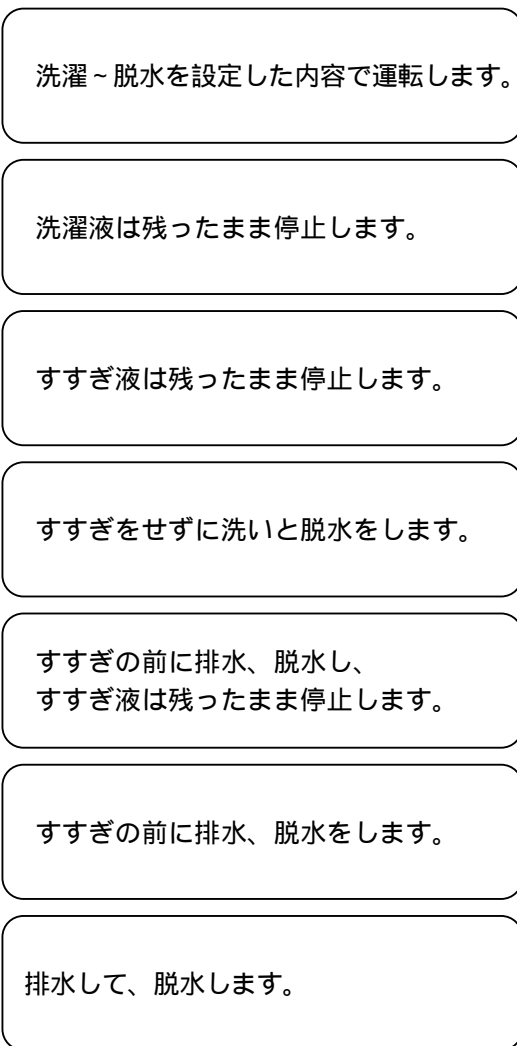 洗濯~脱水を設定した内容で運転します。
洗濯液は残ったまま停止します。
すすぎ液は残ったまま停止します。
すすぎをせずに洗いと脱水をします。
すすぎの前に排水、脱水し、
すすぎ液は残ったまま停止します。
すすぎの前に排水、脱水をします。
排水して、脱水します。